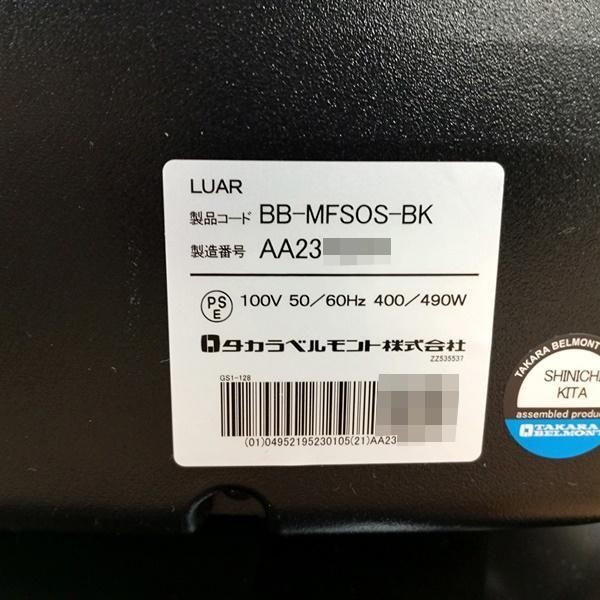 LUAR
製品コード BB-MFSOS-BK
製造番号 AA23
PS
E
100V 50/60Hz 400/490W
タカラベルモント株式会社
ZZ535537
GS1-128
(01)04952195230105(21)AA23
TAKARA BELMONT
SHINICHI
KITA
assembled
TAKARA
BELMONT